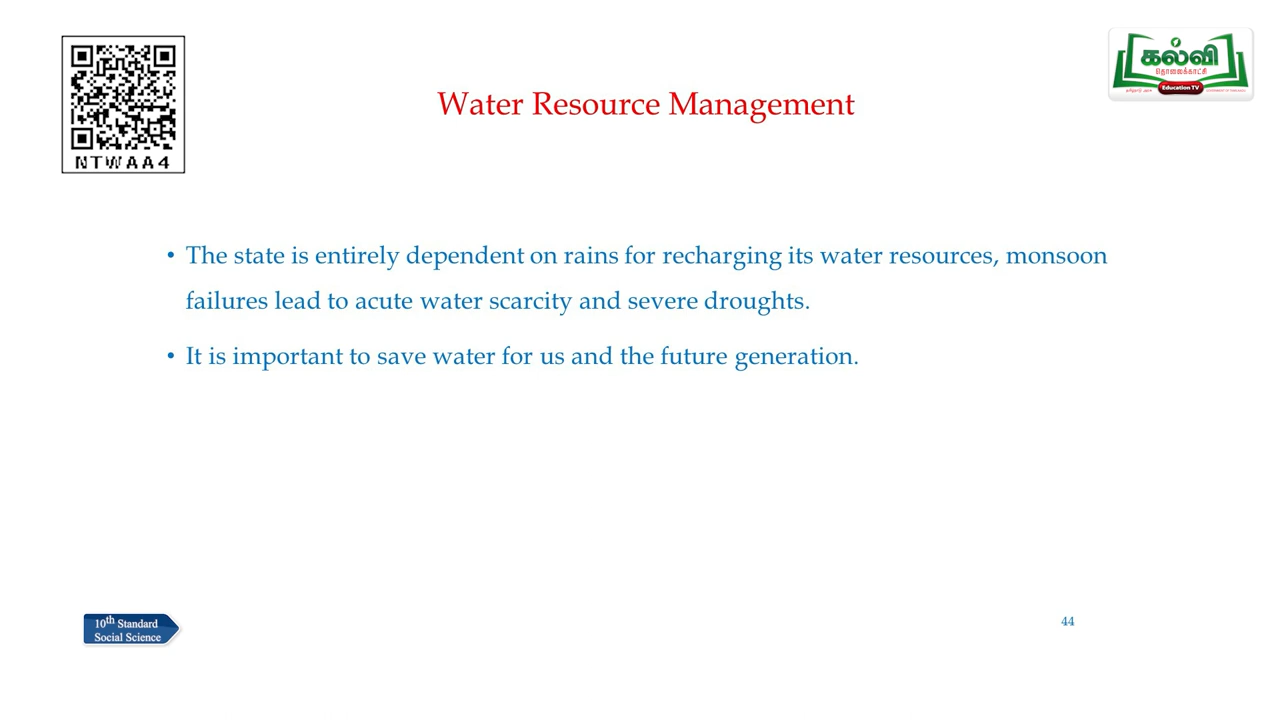 NTWAA4
கல்வி
தொலைக்காட்சி
Education TV
Water Resource Management
• The state is entirely dependent on rains for recharging its water resources, monsoon
failures lead to acute water scarcity and severe droughts.
• It is important to save water for us and the future generation.
10th Standard
Social Science
44